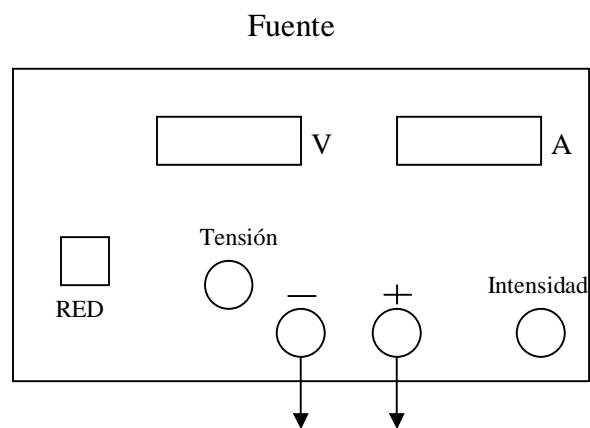 Fuente
V
A
Tensión
Intensidad
RED
− +